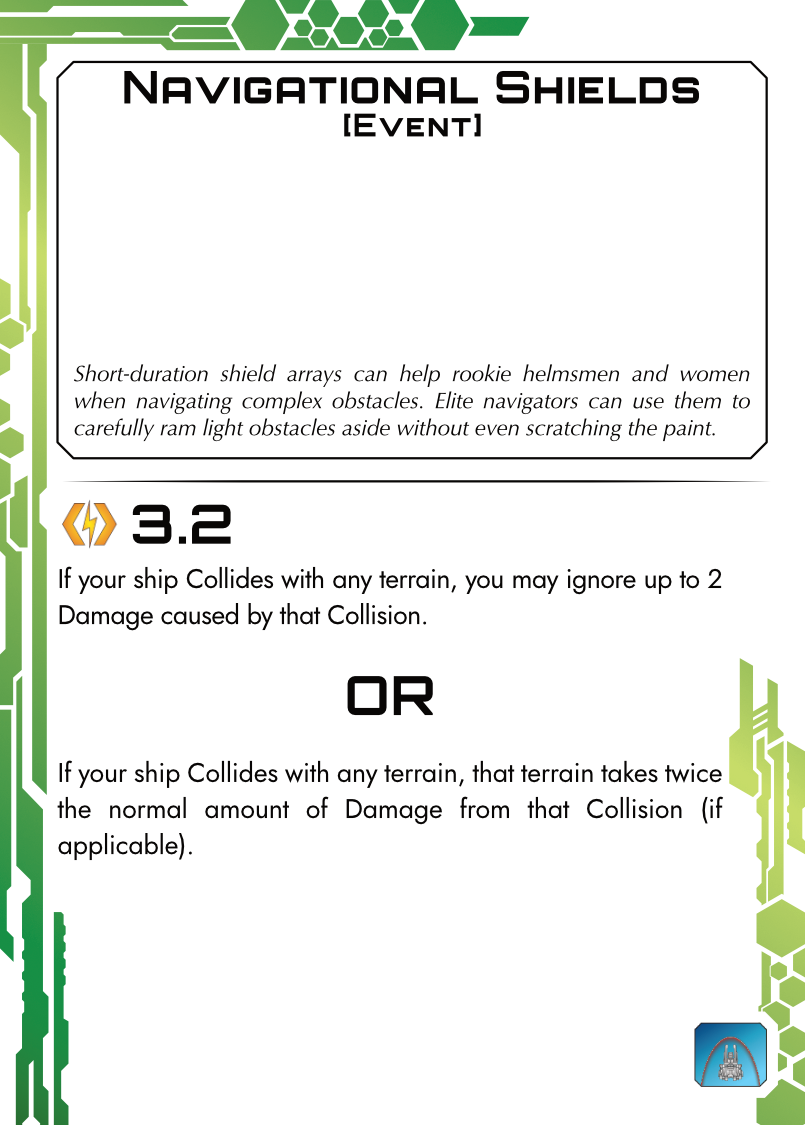 Navigational Shields
[Event]
Short-duration shield arrays can help rookie helmsmen and women
when navigating complex obstacles. Elite navigators can use them to
carefully ram light obstacles aside without even scratching the paint.
3.2
If your ship Collides with any terrain, you may ignore up to 2
Damage caused by that Collision.
OR
If your ship Collides with any terrain, that terrain takes twice
the normal amount of Damage from that Collision (if
applicable).